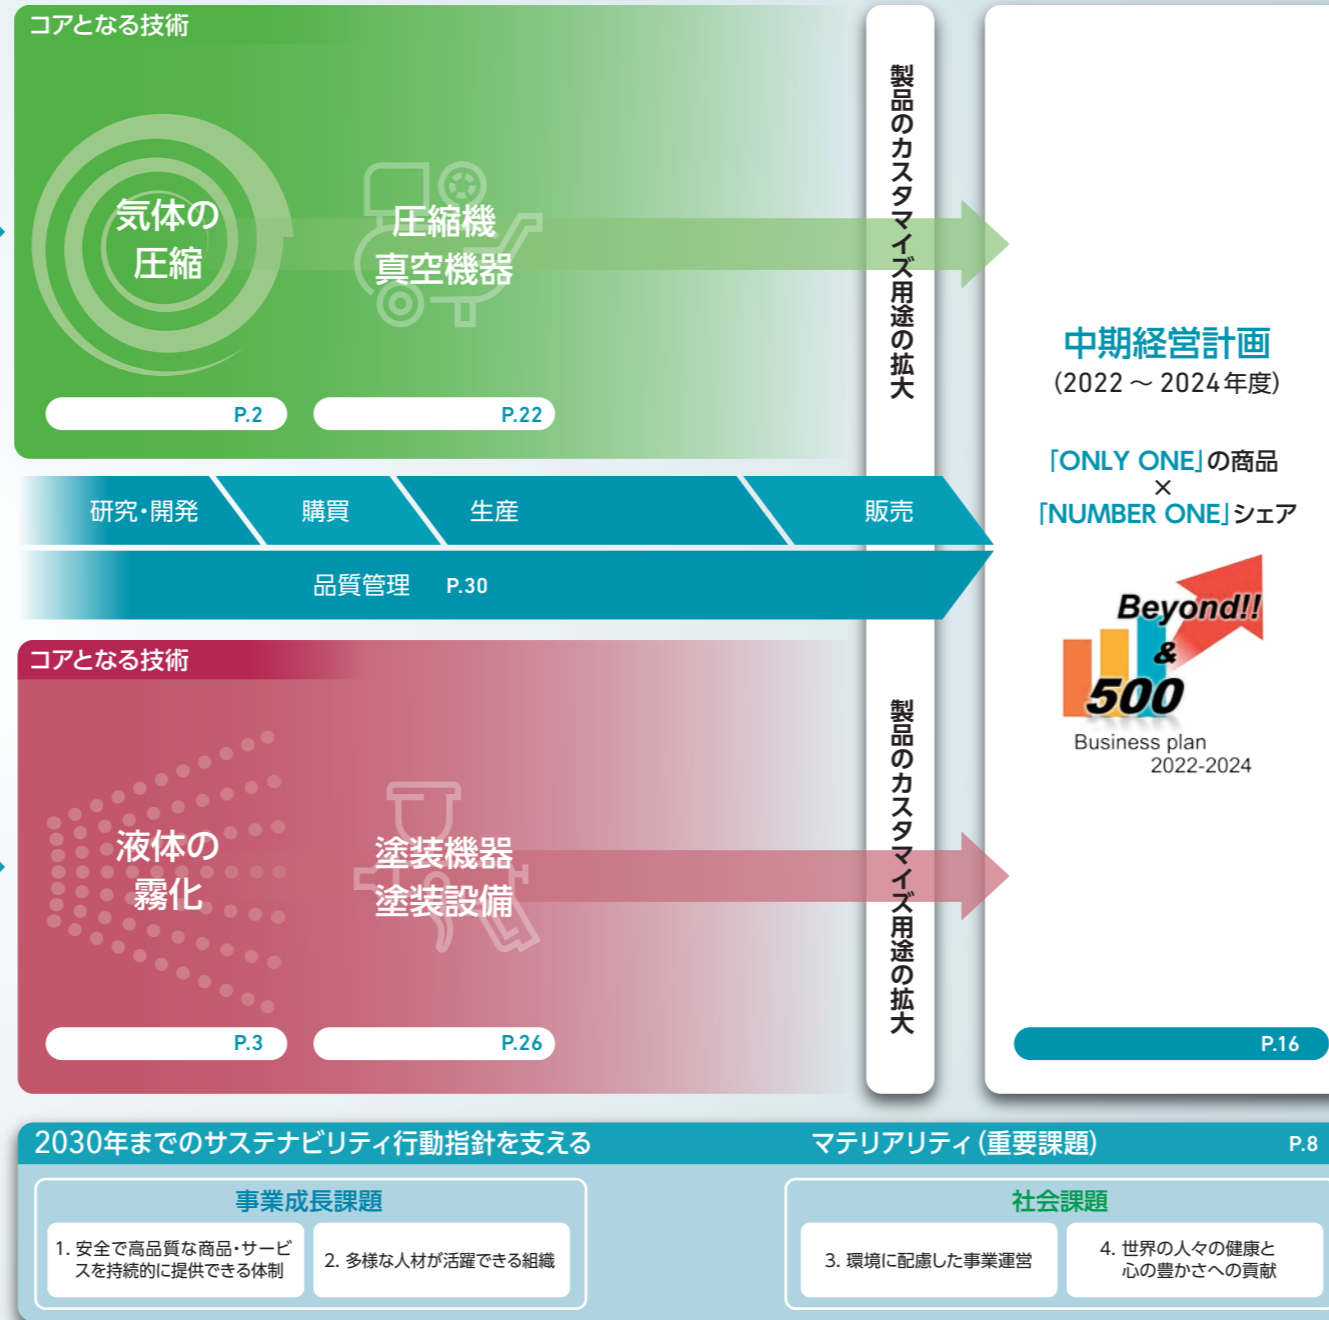 コアとなる技術
気体の
圧縮
圧縮機
真空機器
P.2
P.22
製品のカスタマイズ用途の拡大
研究・開発
購買
生産
販売
品質管理 P.30
コアとなる技術
液体の
霧化
塗装機器
塗装設備
P.3
P.26
製品のカスタマイズ用途の拡大
中期経営計画
(2022 ～ 2024年度)
「ONLY ONE」の商品
×
「NUMBER ONE」シェア
Beyond!!
&
500
Business plan
2022-2024
P.16
2030年までのサステナビリティ行動指針を支える
マテリアリティ(重要課題)
P.8
事業成長課題
1. 安全で高品質な商品・サービ
スを持続的に提供できる体制
2. 多様な人材が活躍できる組織
社会課題
3. 環境に配慮した事業運営
4. 世界の人々の健康と
心の豊かさへの貢献